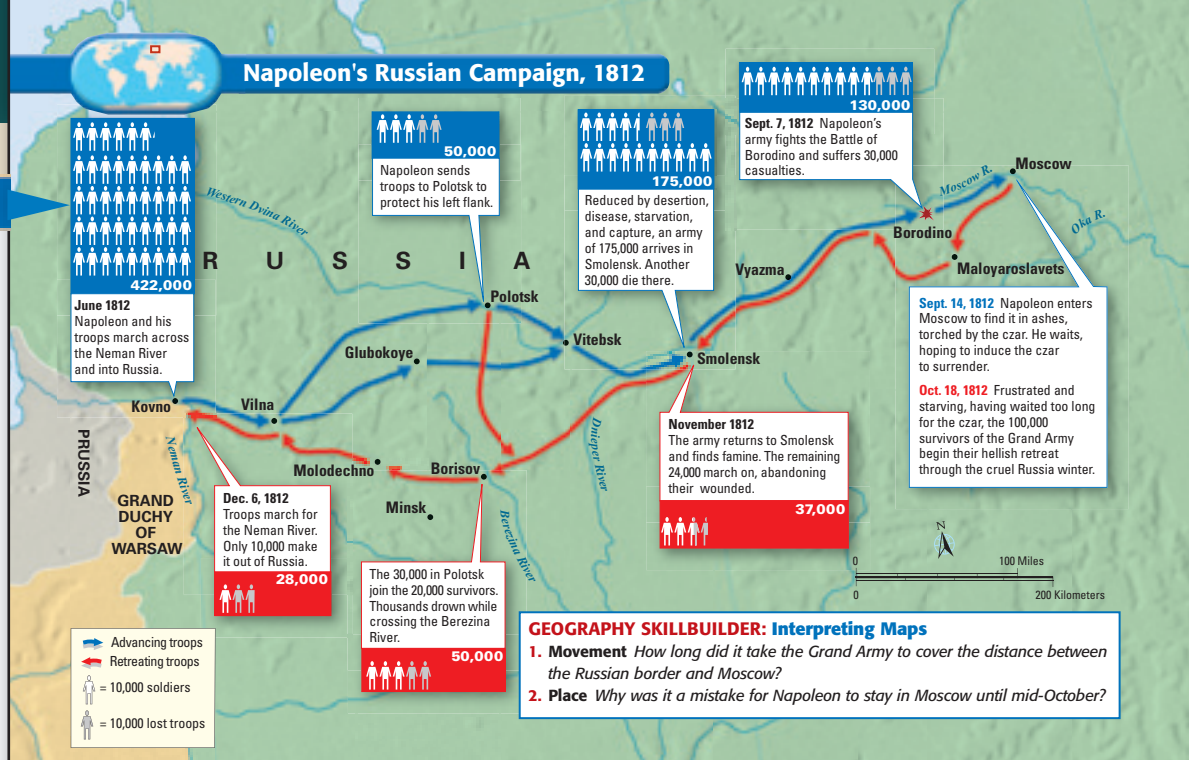 Napoleon's Russian Campaign, 1812
422,000
June 1812
Napoleon and his
troops march across
the Neman River
and into Russia.
50,000
Napoleon sends
troops to Polotsk to
protect his left flank.
175,000
Reduced by desertion,
disease, starvation,
and capture, an army
of 175,000 arrives in
Smolensk. Another
30,000 die there.
130,000
Sept. 7, 1812 Napoleon's
army fights the Battle of
Borodino and suffers 30,000
casualties.
Western Dvina River
RUSSIA
Moscow R.
Moscow
Oka R.
Borodino
Maloyaroslavets
Vyazma
Polotsk
Vitebsk
Glubokoye
Smolensk
Kovno
Vilna
PRUSSIA
Neman River
Molodechno
Borisov
Minsk
Dnieper River
Berezina River
GRAND
DUCHY
OF
WARSAW
Sept. 14, 1812 Napoleon enters
Moscow to find it in ashes,
torched by the czar. He waits,
hoping to induce the czar
to surrender.
Oct. 18, 1812 Frustrated and
starving, having waited too long
for the czar, the 100,000
survivors of the Grand Army
begin their hellish retreat
through the cruel Russia winter.
November 1812
The army returns to Smolensk
and finds famine. The remaining
24,000 march on, abandoning
their wounded.
37,000
Dec. 6, 1812
Troops march for
the Neman River.
Only 10,000 make
it out of Russia.
28,000
The 30,000 in Polotsk
join the 20,000 survivors.
Thousands drown while
crossing the Berezina
River.
50,000
N
0 100 Miles
0 200 Kilometers
Advancing troops
Retreating troops
= 10,000 soldiers
= 10,000 lost troops
GEOGRAPHY SKILLBUILDER: Interpreting Maps
1. Movement How long did it take the Grand Army to cover the distance between
the Russian border and Moscow?
2. Place Why was it a mistake for Napoleon to stay in Moscow until mid-October?